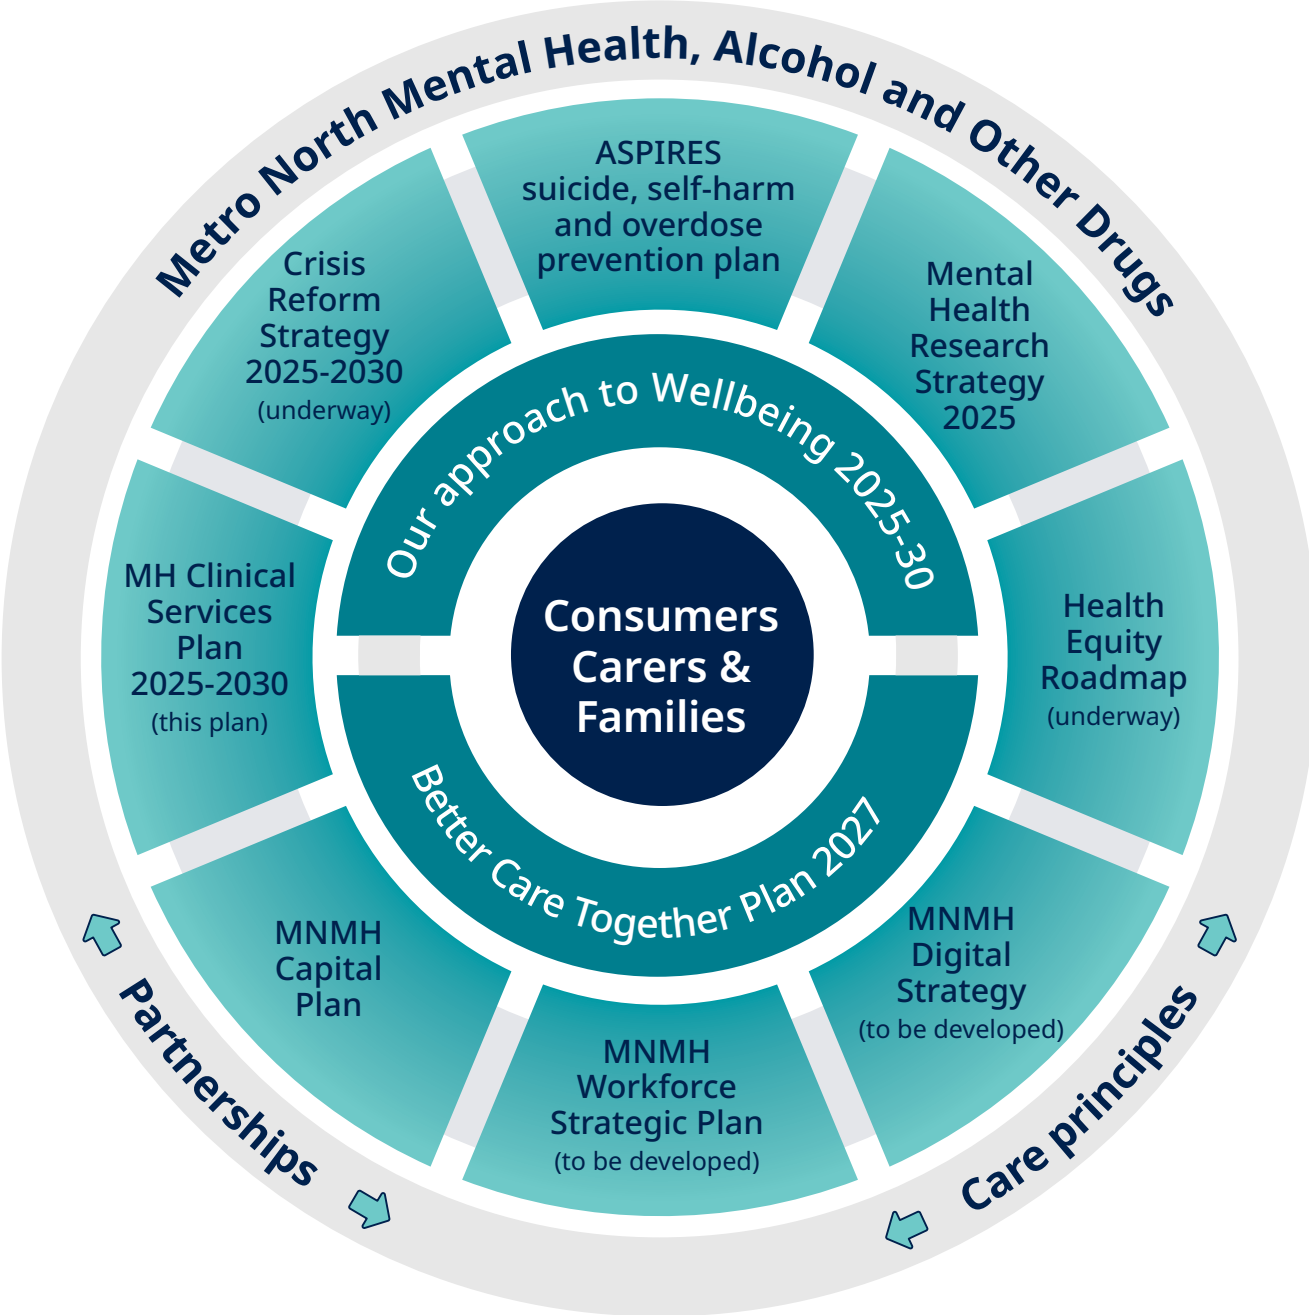 Metro North Mental Health, Alcohol and Other Drugs
ASPIRES
suicide, self-harm
and overdose
prevention plan
Mental
Health
Research
Strategy
2025
Health
Equity
Roadmap
(underway)
MNMH
Digital
Strategy
(to be developed)
MNMH
Workforce
Strategic Plan
(to be developed)
MNMH
Capital
Plan
MH Clinical
Services
Plan
2025-2030
(this plan)
Crisis
Reform
Strategy
2025-2030
(underway)
Our approach to Wellbeing 2025-30
Consumers
Carers &
Families
Better Care Together Plan 2027
Partnerships
Care principles